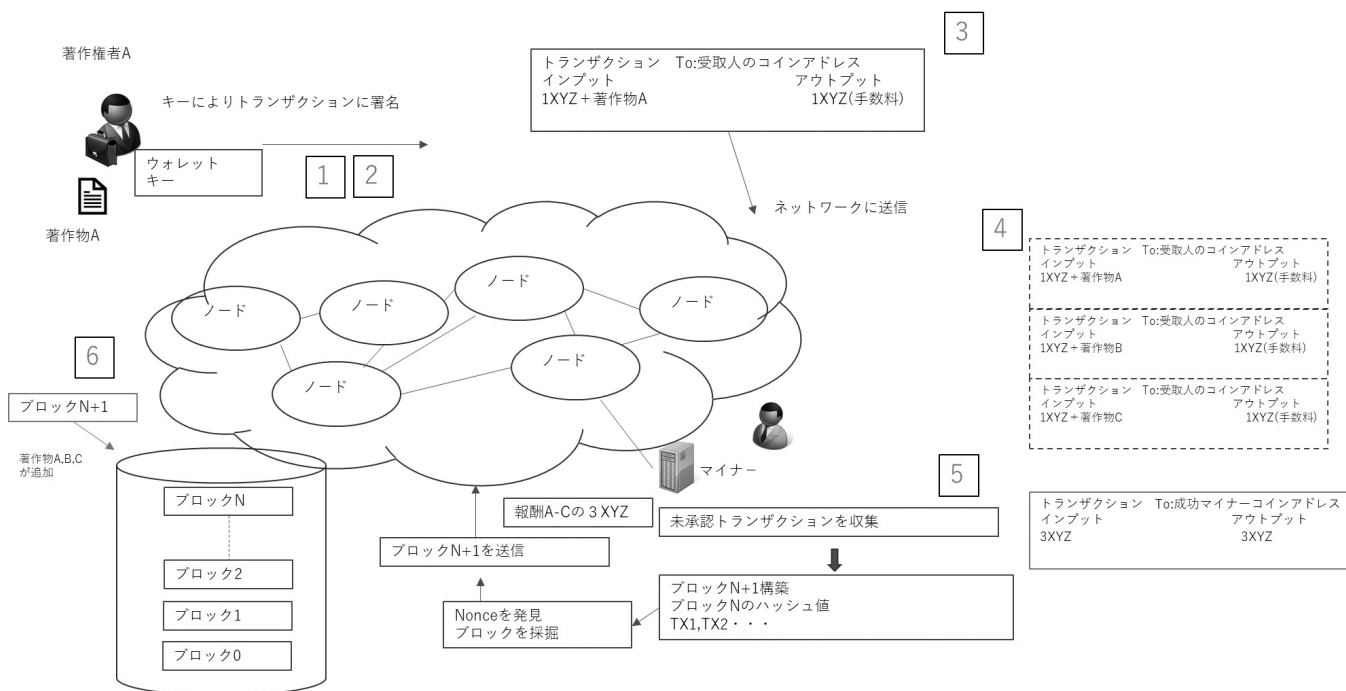 3
著作権者A
トランザクション To:受取人のコインアドレス
インプット アウトプット
1XYZ＋著作物A 1XYZ(手数料)
キーによりトランザクションに署名
ウォレット
キー
1 2
著作物A
ネットワークに送信
4
トランザクション To:受取人のコインアドレス
インプット アウトプット
1XYZ＋著作物A 1XYZ(手数料)
トランザクション To:受取人のコインアドレス
インプット アウトプット
1XYZ＋著作物B 1XYZ(手数料)
トランザクション To:受取人のコインアドレス
インプット アウトプット
1XYZ＋著作物C 1XYZ(手数料)
ノード
ノード
ノード
ノード
ノード
ノード
6
ブロックN+1
著作物A,B,C
が追加
ブロックN
ブロック2
ブロック1
ブロック0
マイナー
5
報酬A-Cの３XYZ
未承認トランザクションを収集
トランザクション To:成功マイナーコインアドレス
インプット アウトプット
3XYZ 3XYZ
ブロックN+1を送信
ブロックN+1構築
ブロックNのハッシュ値
TX1,TX2・・・
Nonceを発見
ブロックを採掘